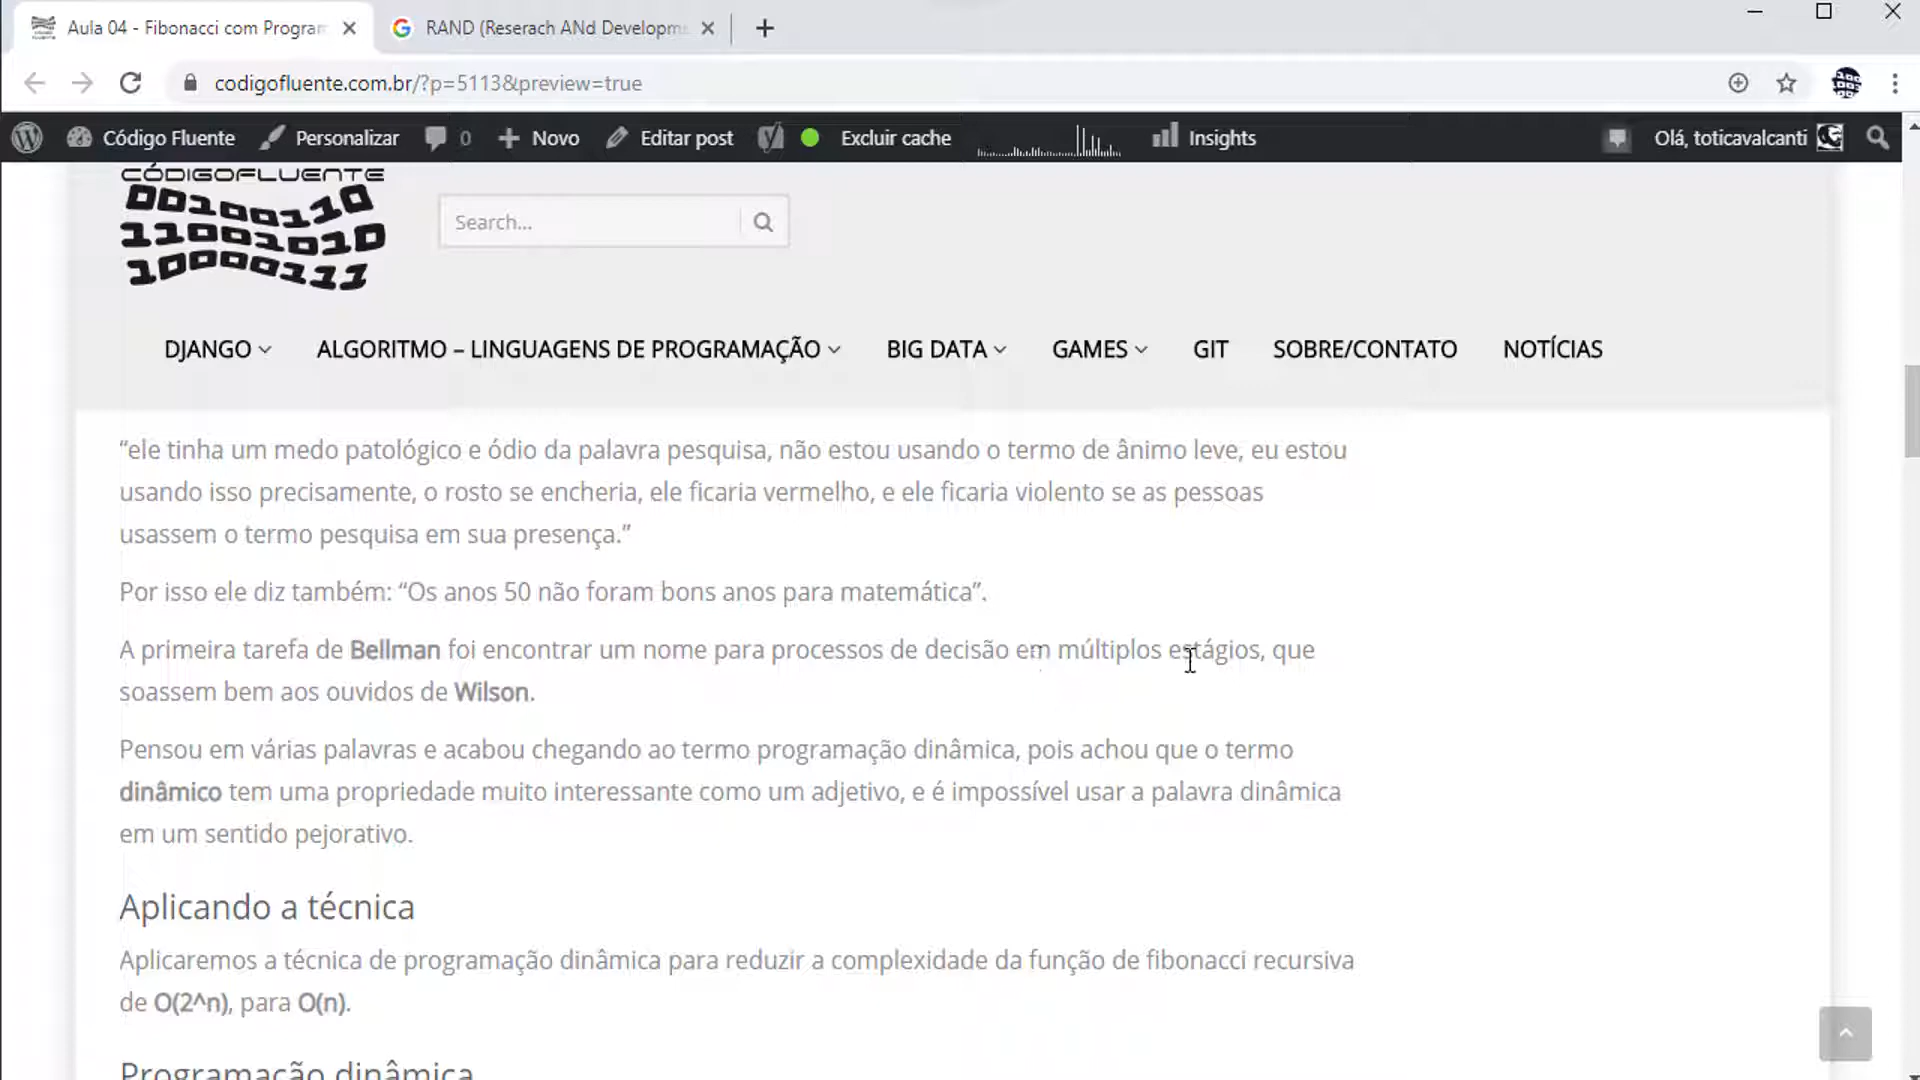 Aula 04 - Fibonacci com Progran
RAND (Reserach ANd Developme
codigofluente.com.br/?p=5113&preview=true
Código Fluente
Personalizar
0
Novo
Editar post
Excluir cache
Insights
Olá, toticavalcanti
CÓDIGOFLUENTE
00100110
11001010
10000111
Search...
DJANGO
ALGORITMO – LINGUAGENS DE PROGRAMAÇÃO
BIG DATA
GAMES
GIT
SOBRE/CONTATO
NOTÍCIAS
“ele tinha um medo patológico e ódio da palavra pesquisa, não estou usando o termo de ânimo leve, eu estou
usando isso precisamente, o rosto se encheria, ele ficaria vermelho, e ele ficaria violento se as pessoas
usassem o termo pesquisa em sua presença.”
Por isso ele diz também: “Os anos 50 não foram bons anos para matemática”.
A primeira tarefa de Bellman foi encontrar um nome para processos de decisão em múltiplos estágios, que
soassem bem aos ouvidos de Wilson.
Pensou em várias palavras e acabou chegando ao termo programação dinâmica, pois achou que o termo
dinâmico tem uma propriedade muito interessante como um adjetivo, e é impossível usar a palavra dinâmica
em um sentido pejorativo.
Aplicando a técnica
Aplicaremos a técnica de programação dinâmica para reduzir a complexidade da função de fibonacci recursiva
de O(2^n), para O(n).
Programação dinâmica